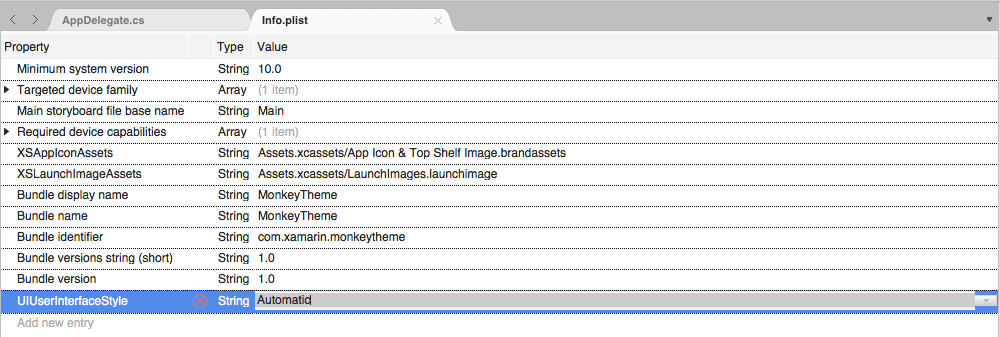 AppDelegate.cs Info.plist
Property Type Value
Minimum system version String 10.0
Targeted device family Array (1 item)
Main storyboard file base name String Main
Required device capabilities Array (1 item)
XSAppIconAssets String Assets.xcassets/App Icon & Top Shelf Image.brandassets
XSLaunchImageAssets String Assets.xcassets/LaunchImages.launchimage
Bundle display name String MonkeyTheme
Bundle name String MonkeyTheme
Bundle identifier String com.xamarin.monkeytheme
Bundle versions string (short) String 1.0
Bundle version String 1.0
UIUserInterfaceStyle String Automatic
Add new entry